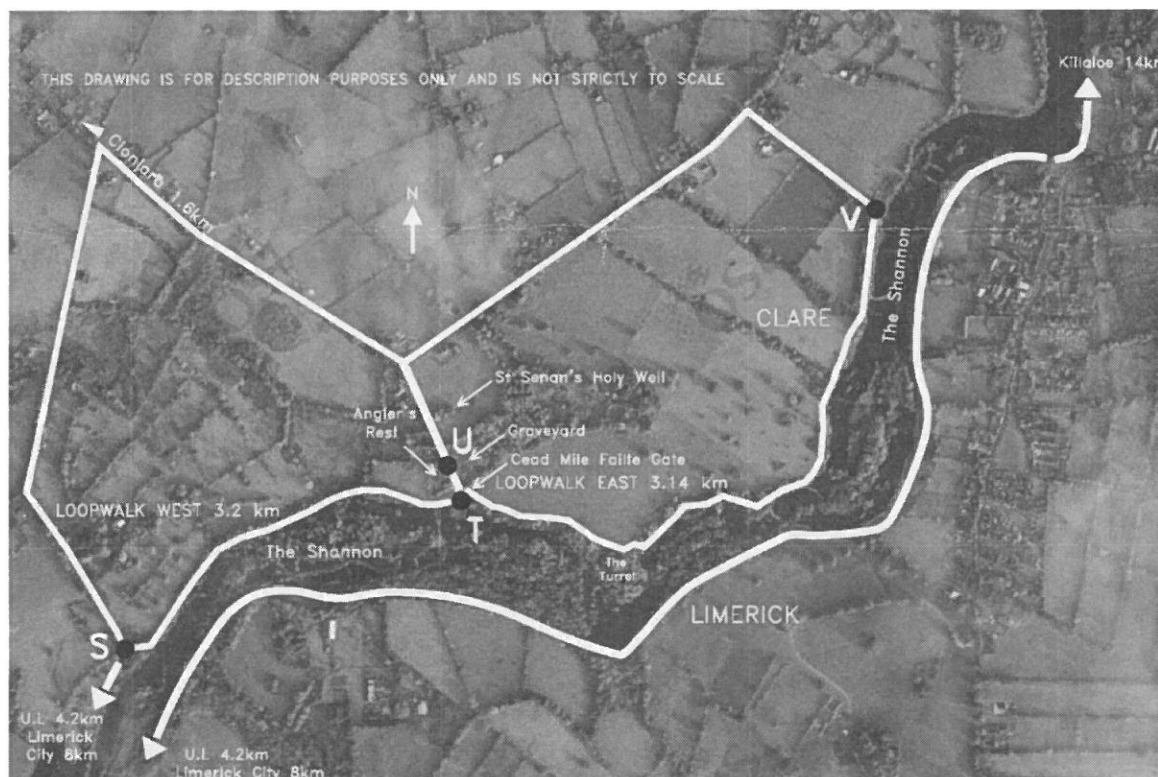 THIS DRAWING IS FOR DESCRIPTION PURPOSES ONLY AND IS NOT STRICTLY TO SCALE
Killaloe 14km
Clonlara 1.6km
N
V
The Shannon
CLARE
St Senan's Holy Well
Angler's
Rest
U
Graveyard
Cead Mile Failte Gate
LOOPWALK EAST 3.14 km
LOOPWALK WEST 3.2 km
T
The Shannon
The
Turret
LIMERICK
S
U.L 4.2km
Limerick
City 8km
U.L 4.2km
Limerick City 8km